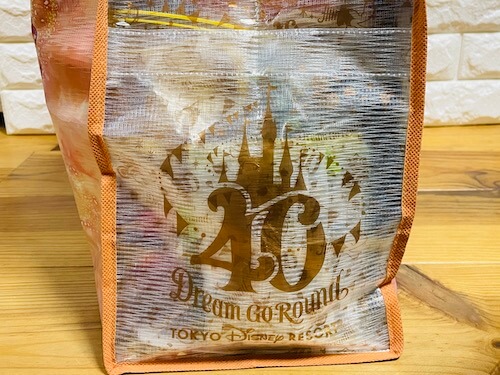 40
Dream Go Round
TOKYO Disney RESORT